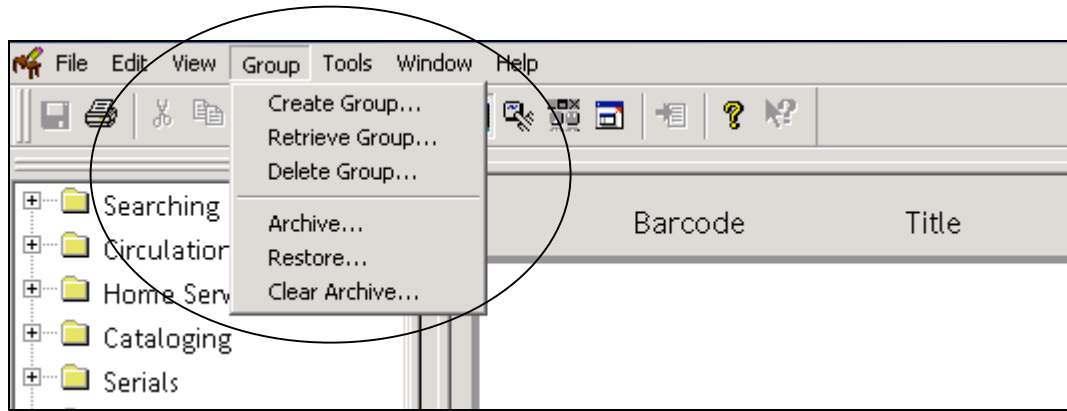 File Edit View Group Tools Window Help
Create Group...
Retrieve Group...
Delete Group...
Archive...
Restore...
Clear Archive...
Searching
Circulation
Home Serv
Cataloging
Serials
Barcode Title